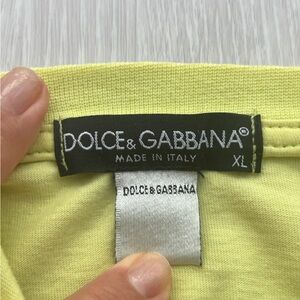 DOLCE & GABBANA®
MADE IN ITALY
XL
DOLCE & GABBANA